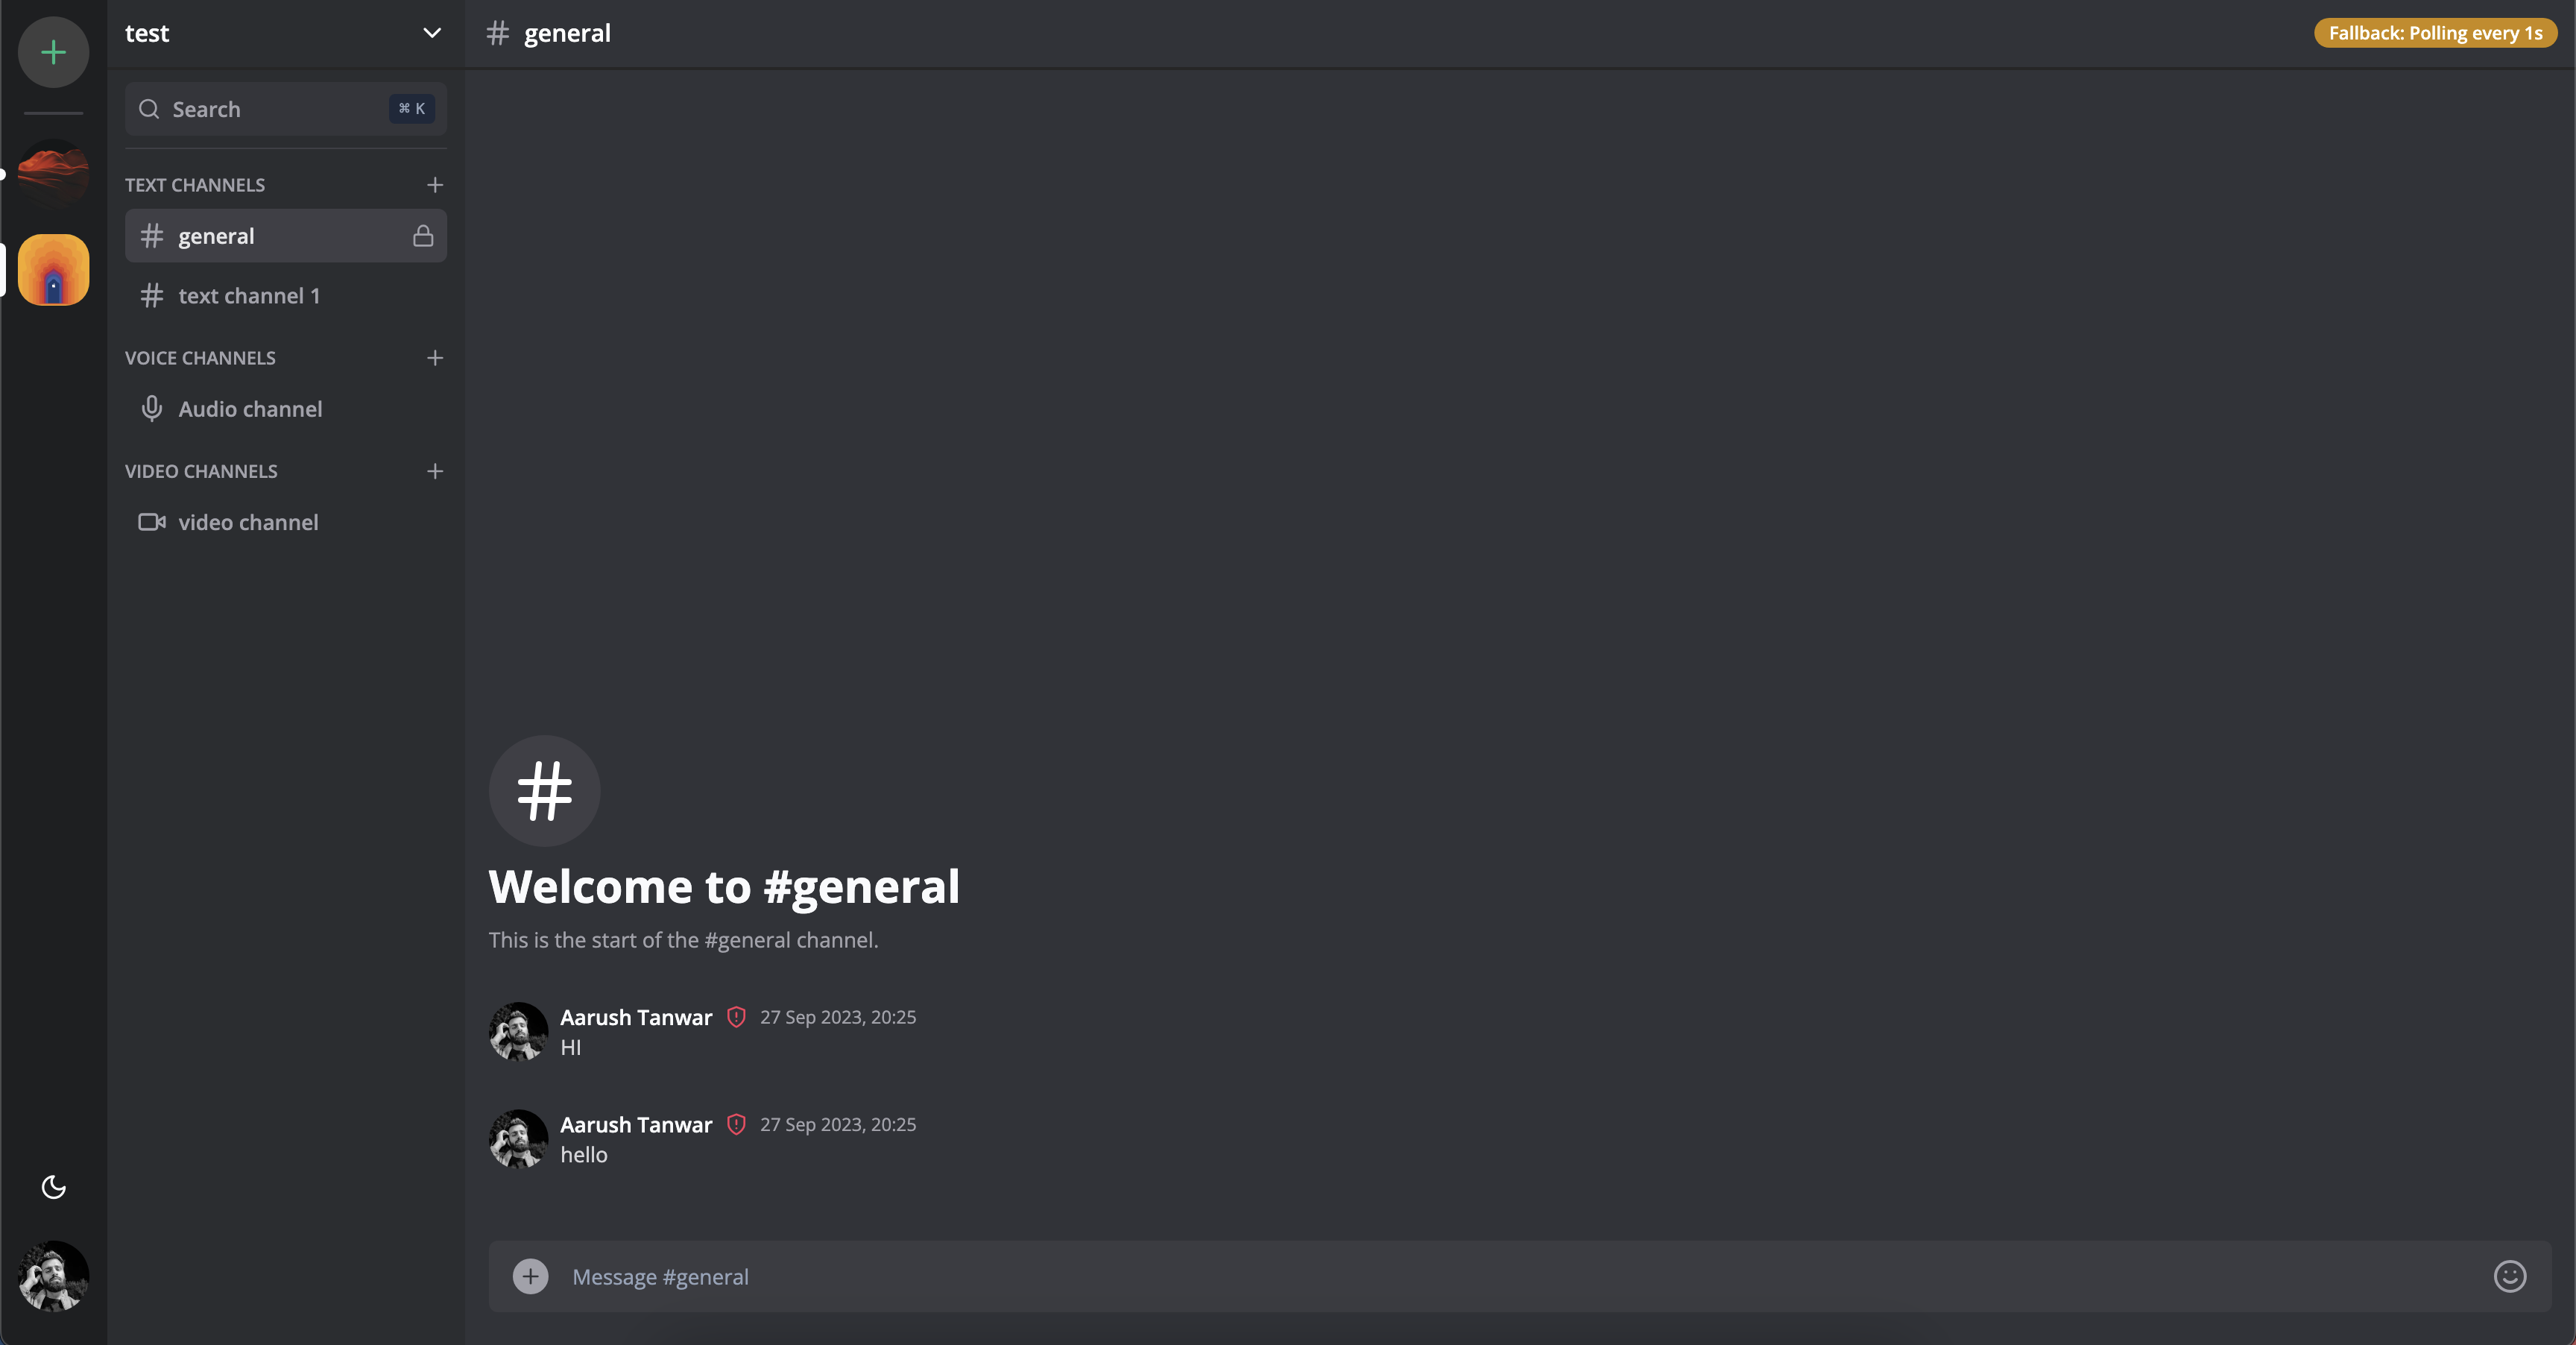 test
Search
⌘ K
TEXT CHANNELS
general
text channel 1
VOICE CHANNELS
Audio channel
VIDEO CHANNELS
video channel
# general
Fallback: Polling every 1s
#
Welcome to #general
This is the start of the #general channel.
Aarush Tanwar 27 Sep 2023, 20:25
HI
Aarush Tanwar 27 Sep 2023, 20:25
hello
Message #general